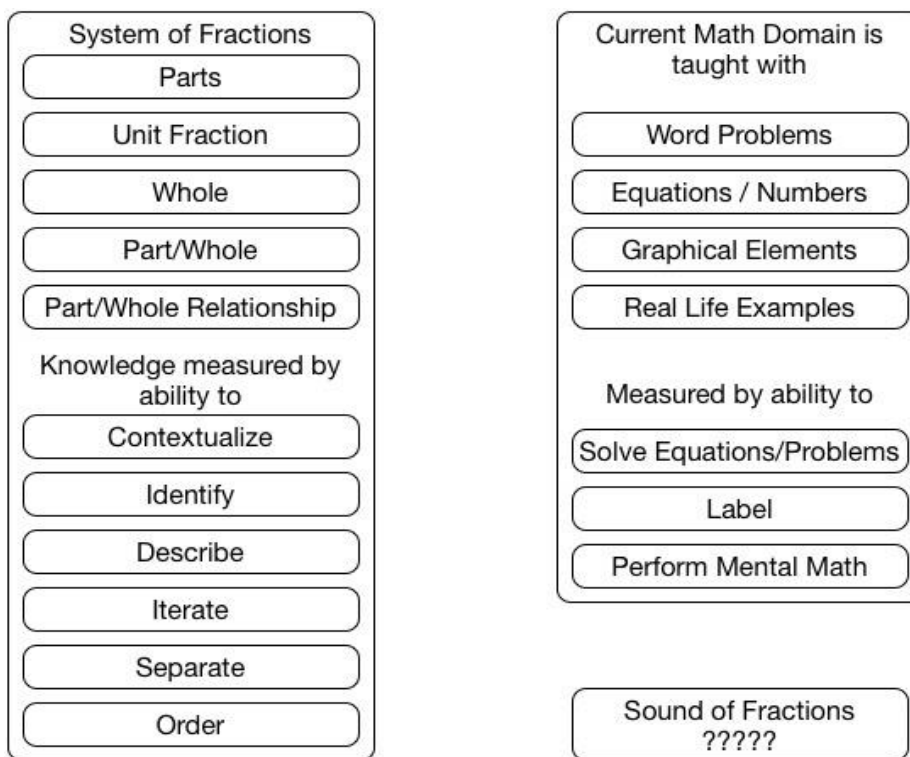 System of Fractions
Parts
Unit Fraction
Whole
Part/Whole
Part/Whole Relationship
Knowledge measured by
ability to
Contextualize
Identify
Describe
Iterate
Separate
Order
Current Math Domain is
taught with
Word Problems
Equations / Numbers
Graphical Elements
Real Life Examples
Measured by ability to
Solve Equations/Problems
Label
Perform Mental Math
Sound of Fractions
?????